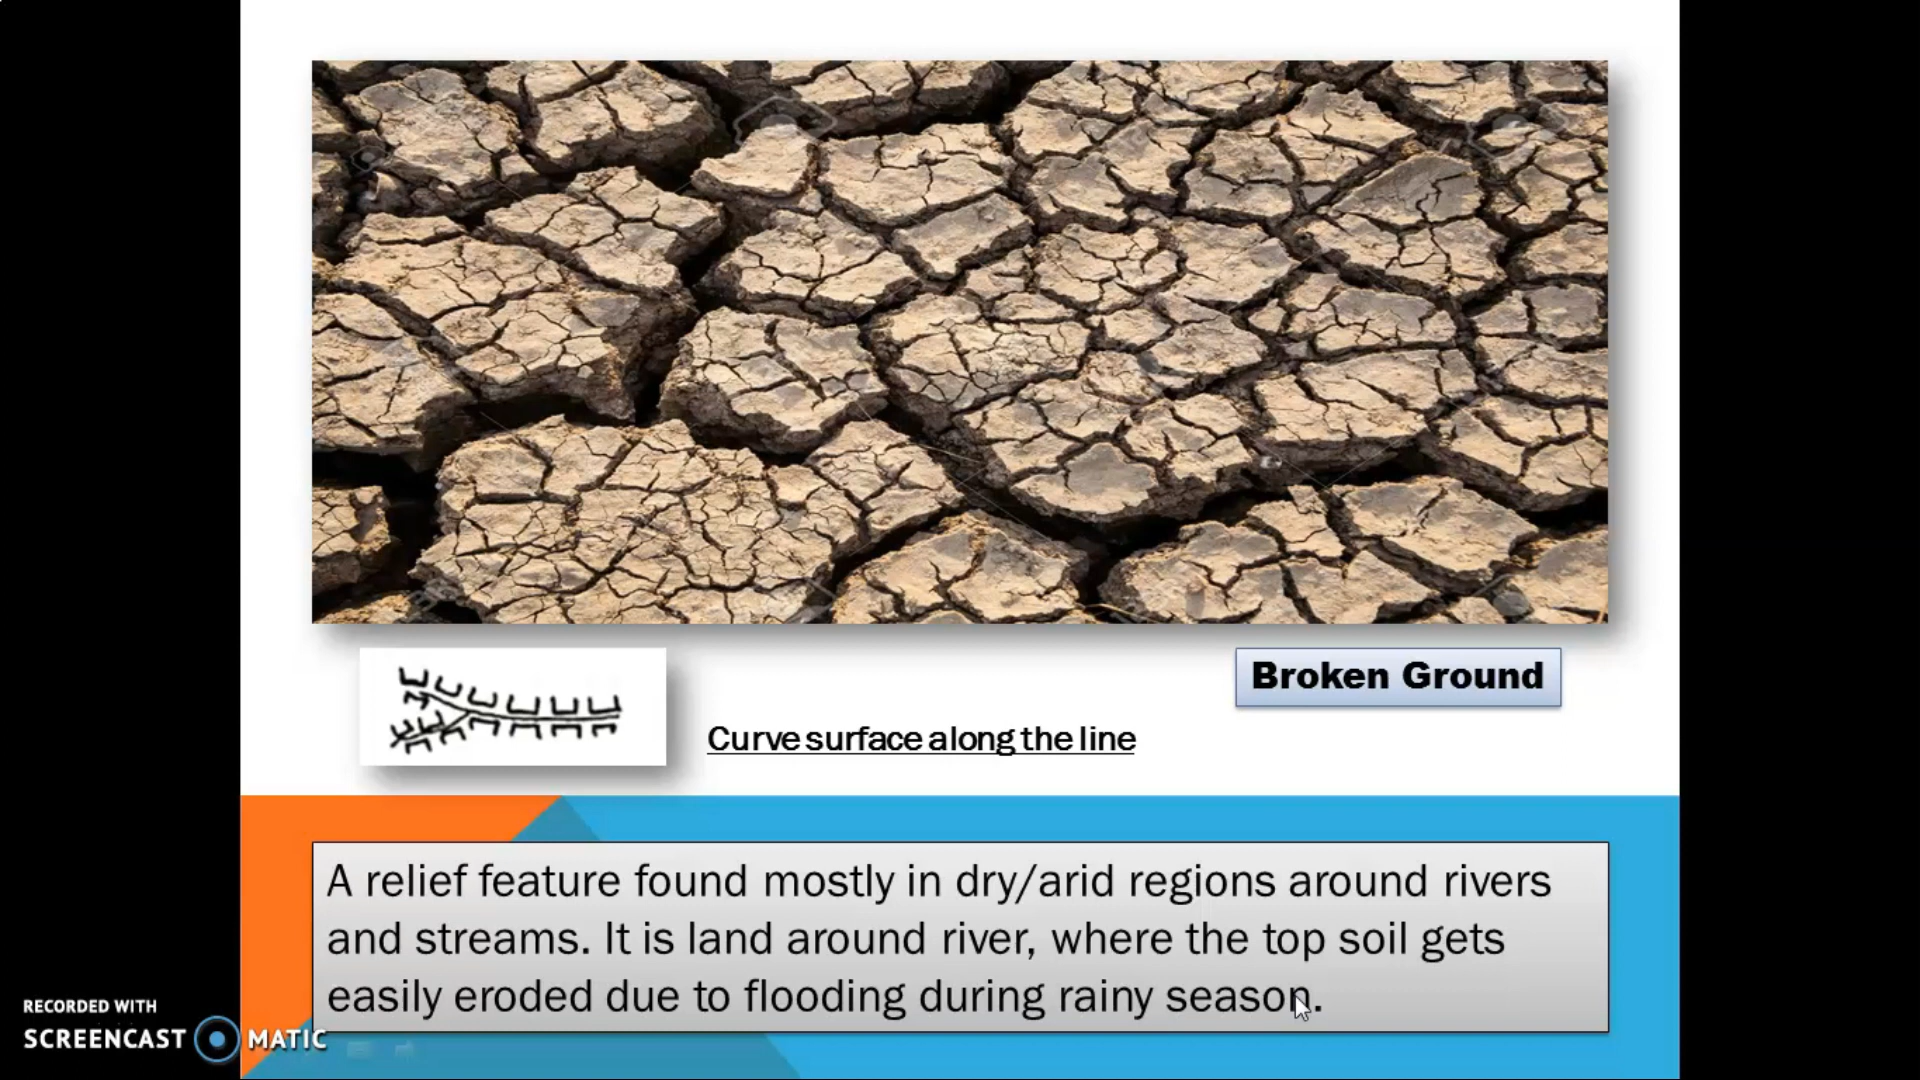 Broken Ground
Curve surface along the line
A relief feature found mostly in dry/arid regions around rivers
and streams. It is land around river, where the top soil gets
easily eroded due to flooding during rainy season.
RECORDED WITH
SCREENCAST MATIC